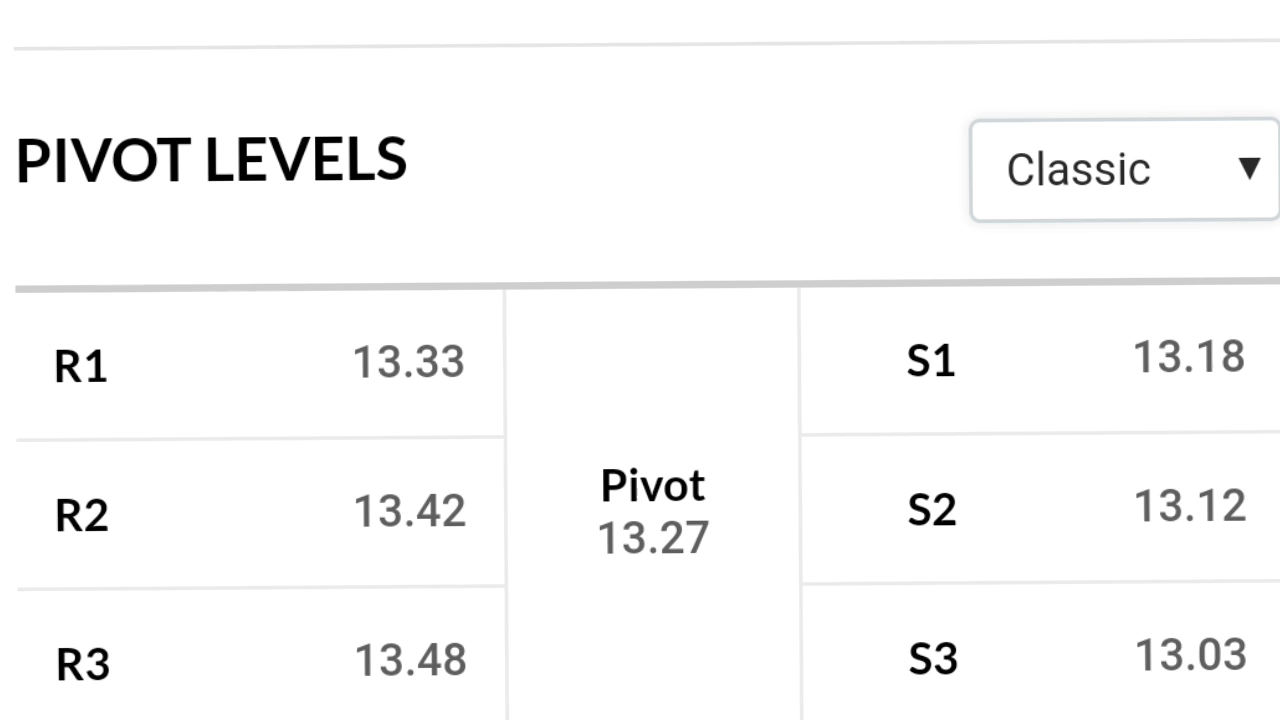 PIVOT LEVELS
Classic ▼
R1 13.33
R2 13.42
R3 13.48
Pivot
13.27
S1 13.18
S2 13.12
S3 13.03